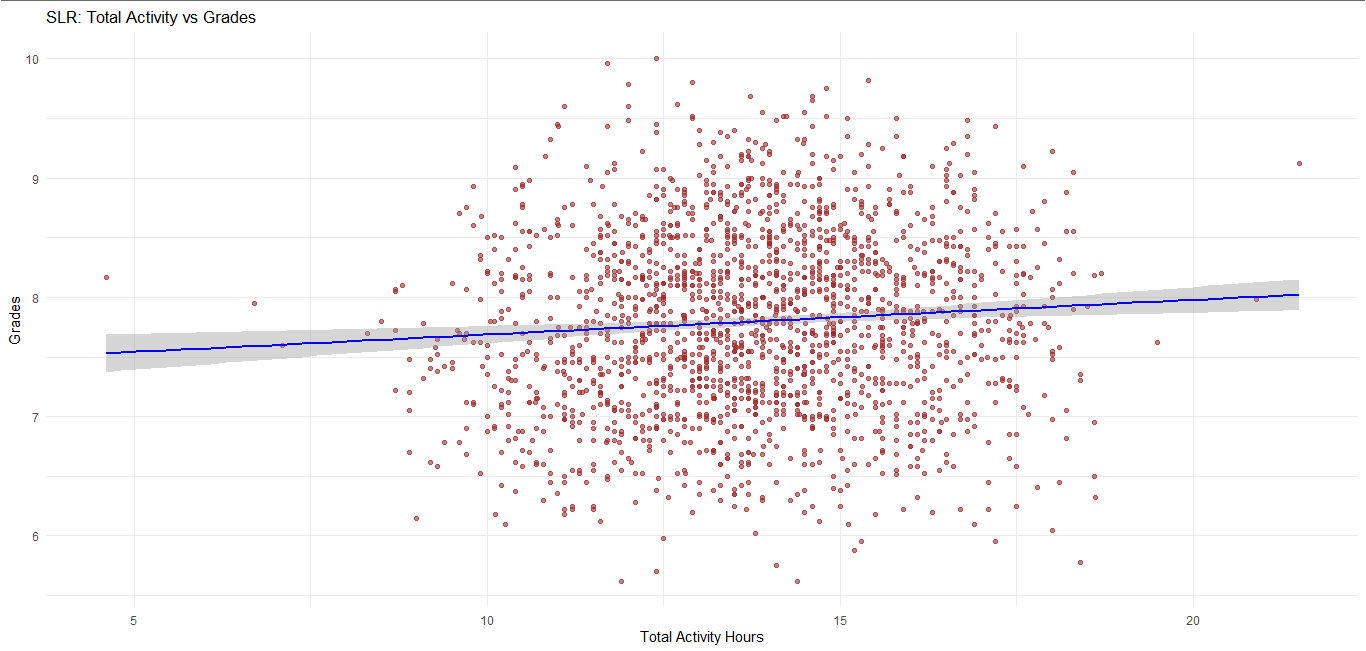 SLR: Total Activity vs Grades
10
9
8
7
6
Grades
5 10 15 20
Total Activity Hours